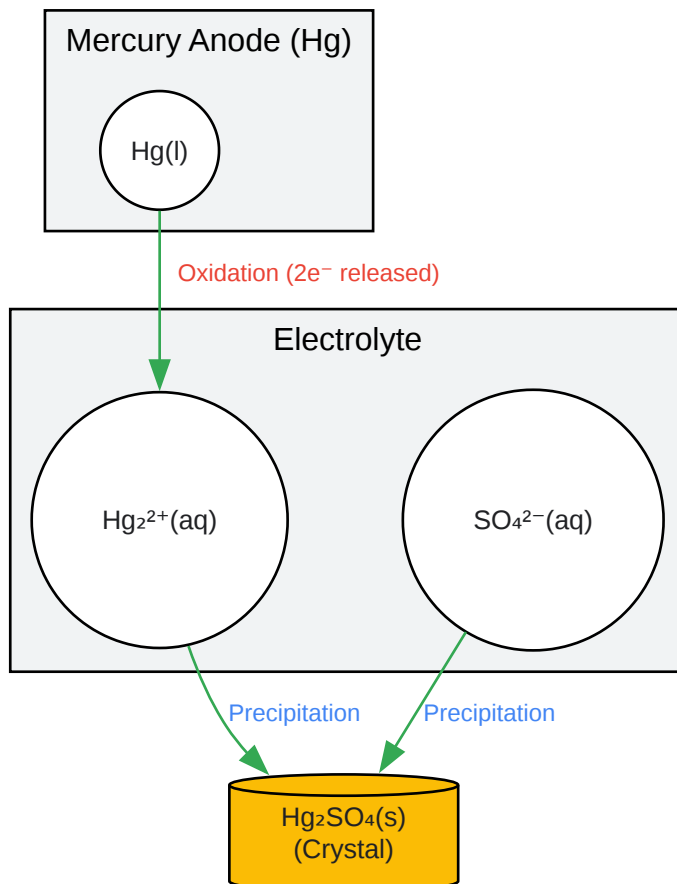 Mercury Anode (Hg)
Hg(l)
Oxidation (2e⁻ released)
Electrolyte
Hg₂²⁺(aq)
SO₄²⁻(aq)
Precipitation
Precipitation
Hg₂SO₄(s)
(Crystal)